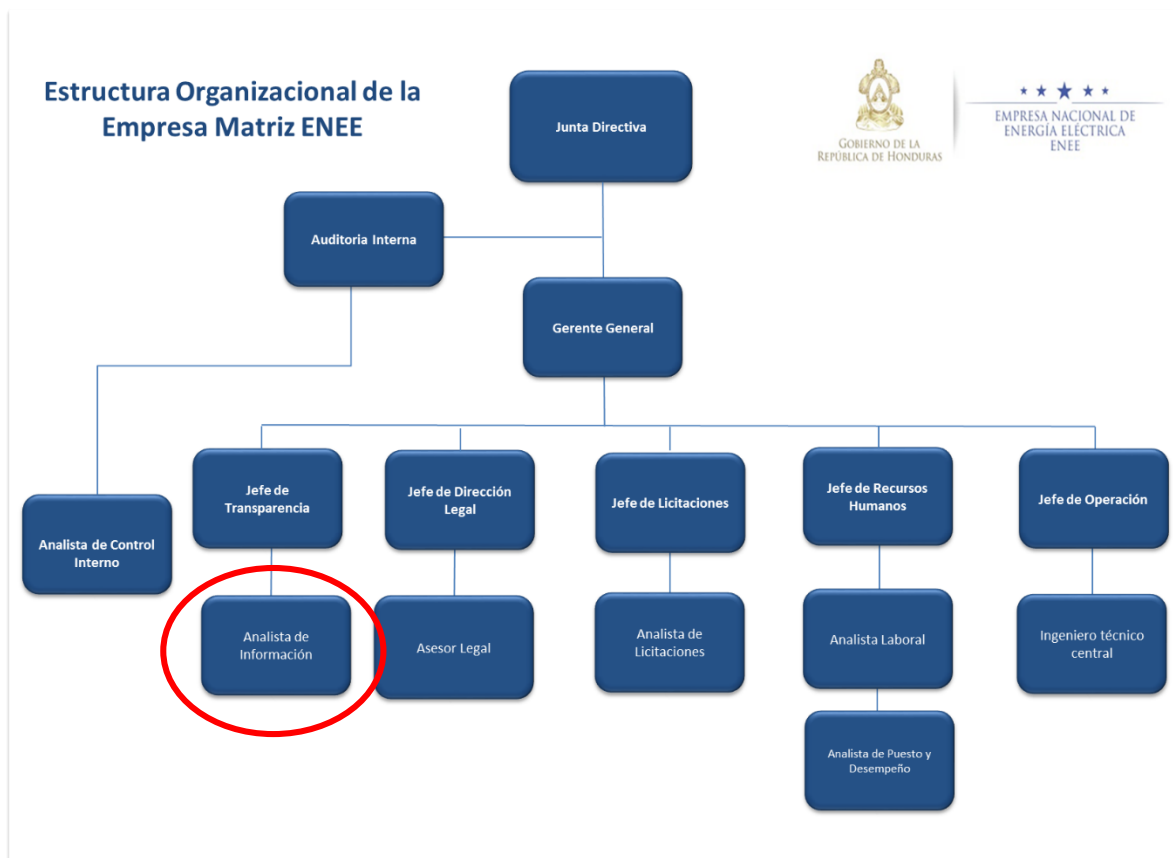 Estructura Organizacional de la
Empresa Matriz ENEE
Junta Directiva
GOBIERNO DE LA
REPÚBLICA DE HONDURAS
EMPRESA NACIONAL DE
ENERGÍA ELÉCTRICA
ENEE
Auditoria Interna
Gerente General
Analista de Control
Interno
Jefe de
Transparencia
Jefe de Dirección
Legal
Jefe de Licitaciones
Jefe de Recursos
Humanos
Jefe de Operación
Analista de
Información
Asesor Legal
Analista de
Licitaciones
Analista Laboral
Ingeniero técnico
central
Analista de Puesto y
Desempeño